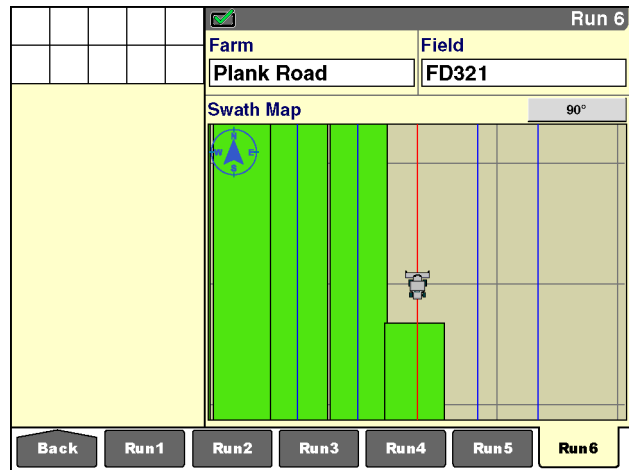 Run 6
Farm Field
Plank Road FD321
Swath Map 90°
N
W E
S
Back Run1 Run2 Run3 Run4 Run5 Run6